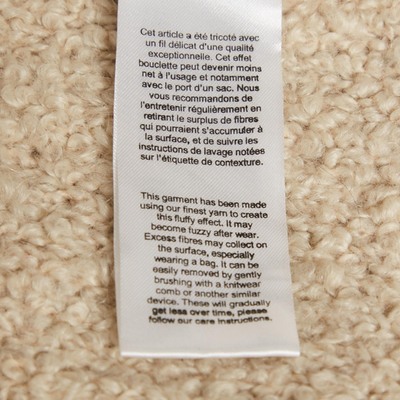 Cet article a été tricoté avec
un fil délicat d'une qualité
exceptionnelle. Cet effet
bouclette peut devenir moins
net à l'usage et notamment
avec le port d'un sac. Nous
vous recommandons de
l'entretenir régulièrement en
retirant le surplus de fibres
qui pourraient s'accumuler à
la surface, et de suivre les
instructions de lavage notées
sur l'étiquette de contexture.
This garment has been made
using our finest yarn to create
this fluffy effect. It may
become fuzzy after wear.
Excess fibres may collect on
the surface, especially
wearing a bag. It can be
easily removed by gently
brushing with a knitwear
comb or another similar
device. These will gradually
get less over time, please
follow our care instructions.